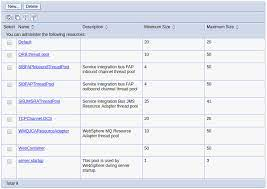 New... Delete
Select Name Description Minimum Size Maximum Size
You can administer the following resources:
Default 20 20
ORB.thread.pool 10 50
SIBFAPInboundThreadPool Service integration bus FAP inbound channel thread pool 4 50
SIBFAPThreadPool Service integration bus FAP outbound channel thread pool 4 50
SIBJMSRAThreadPool Service Integration Bus JMS Resource Adapter thread pool 35 41
TCPChannel.DCS 20
WMQJCAResourceAdapter WebSphere MQ Resource Adapter thread pool 10 50
WebContainer 50 50
server.startup This pool is used by WebSphere during server startup. 1 3
Total 9